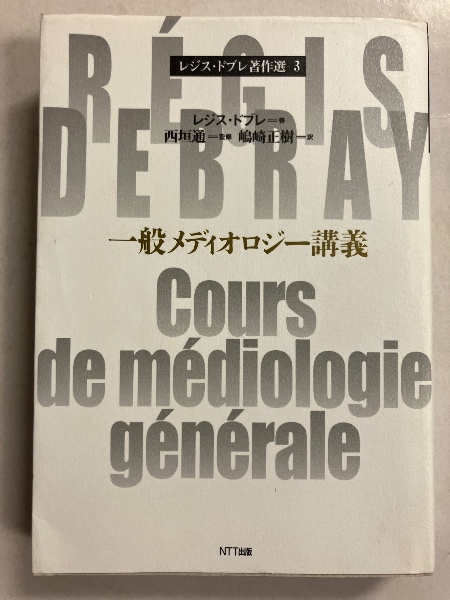 RÉGIS
レジス・ドブレ著作選 3
DEBRAY
レジス・ドブレ=著
西垣通=監修 嶋崎正樹=訳
一般メディオロジー講義
Cours
de médiologie
générale
NTT出版